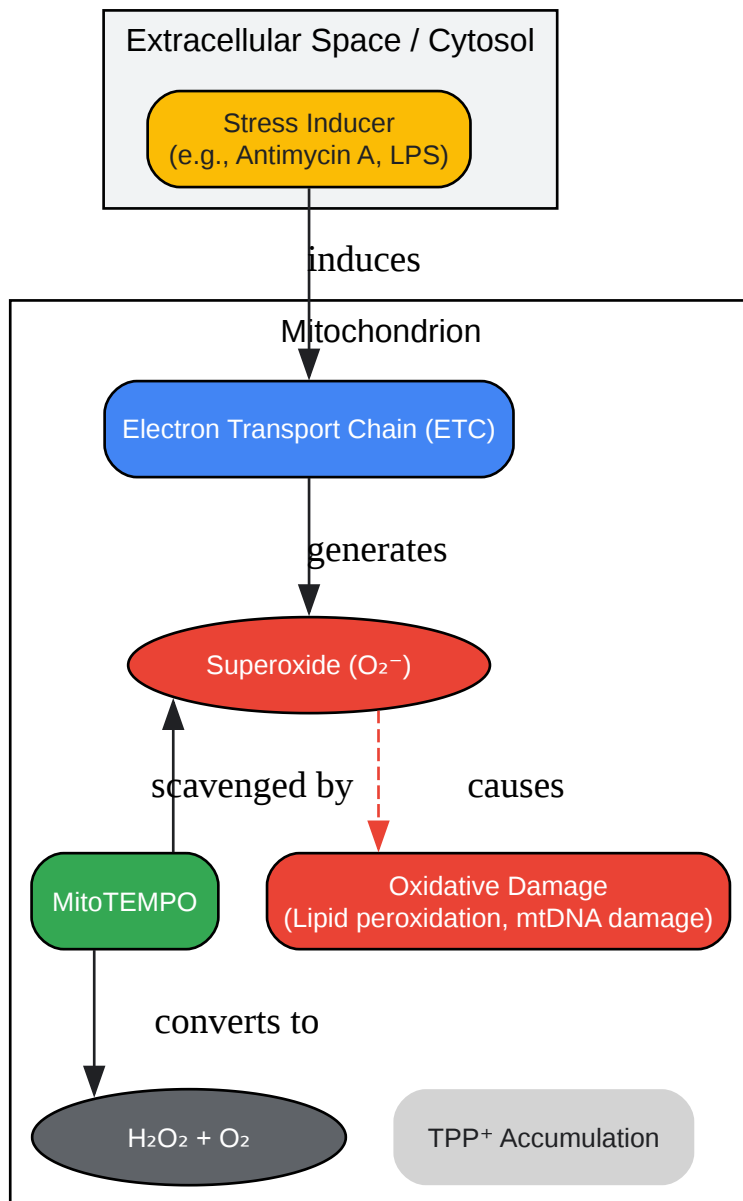 Extracellular Space / Cytosol
Stress Inducer
(e.g., Antimycin A, LPS)
induces
Mitochondrion
Electron Transport Chain (ETC)
generates
Superoxide (O₂⁻)
scavenged by
causes
MitoTEMPO
Oxidative Damage
(Lipid peroxidation, mtDNA damage)
converts to
H₂O₂ + O₂
TPP⁺ Accumulation